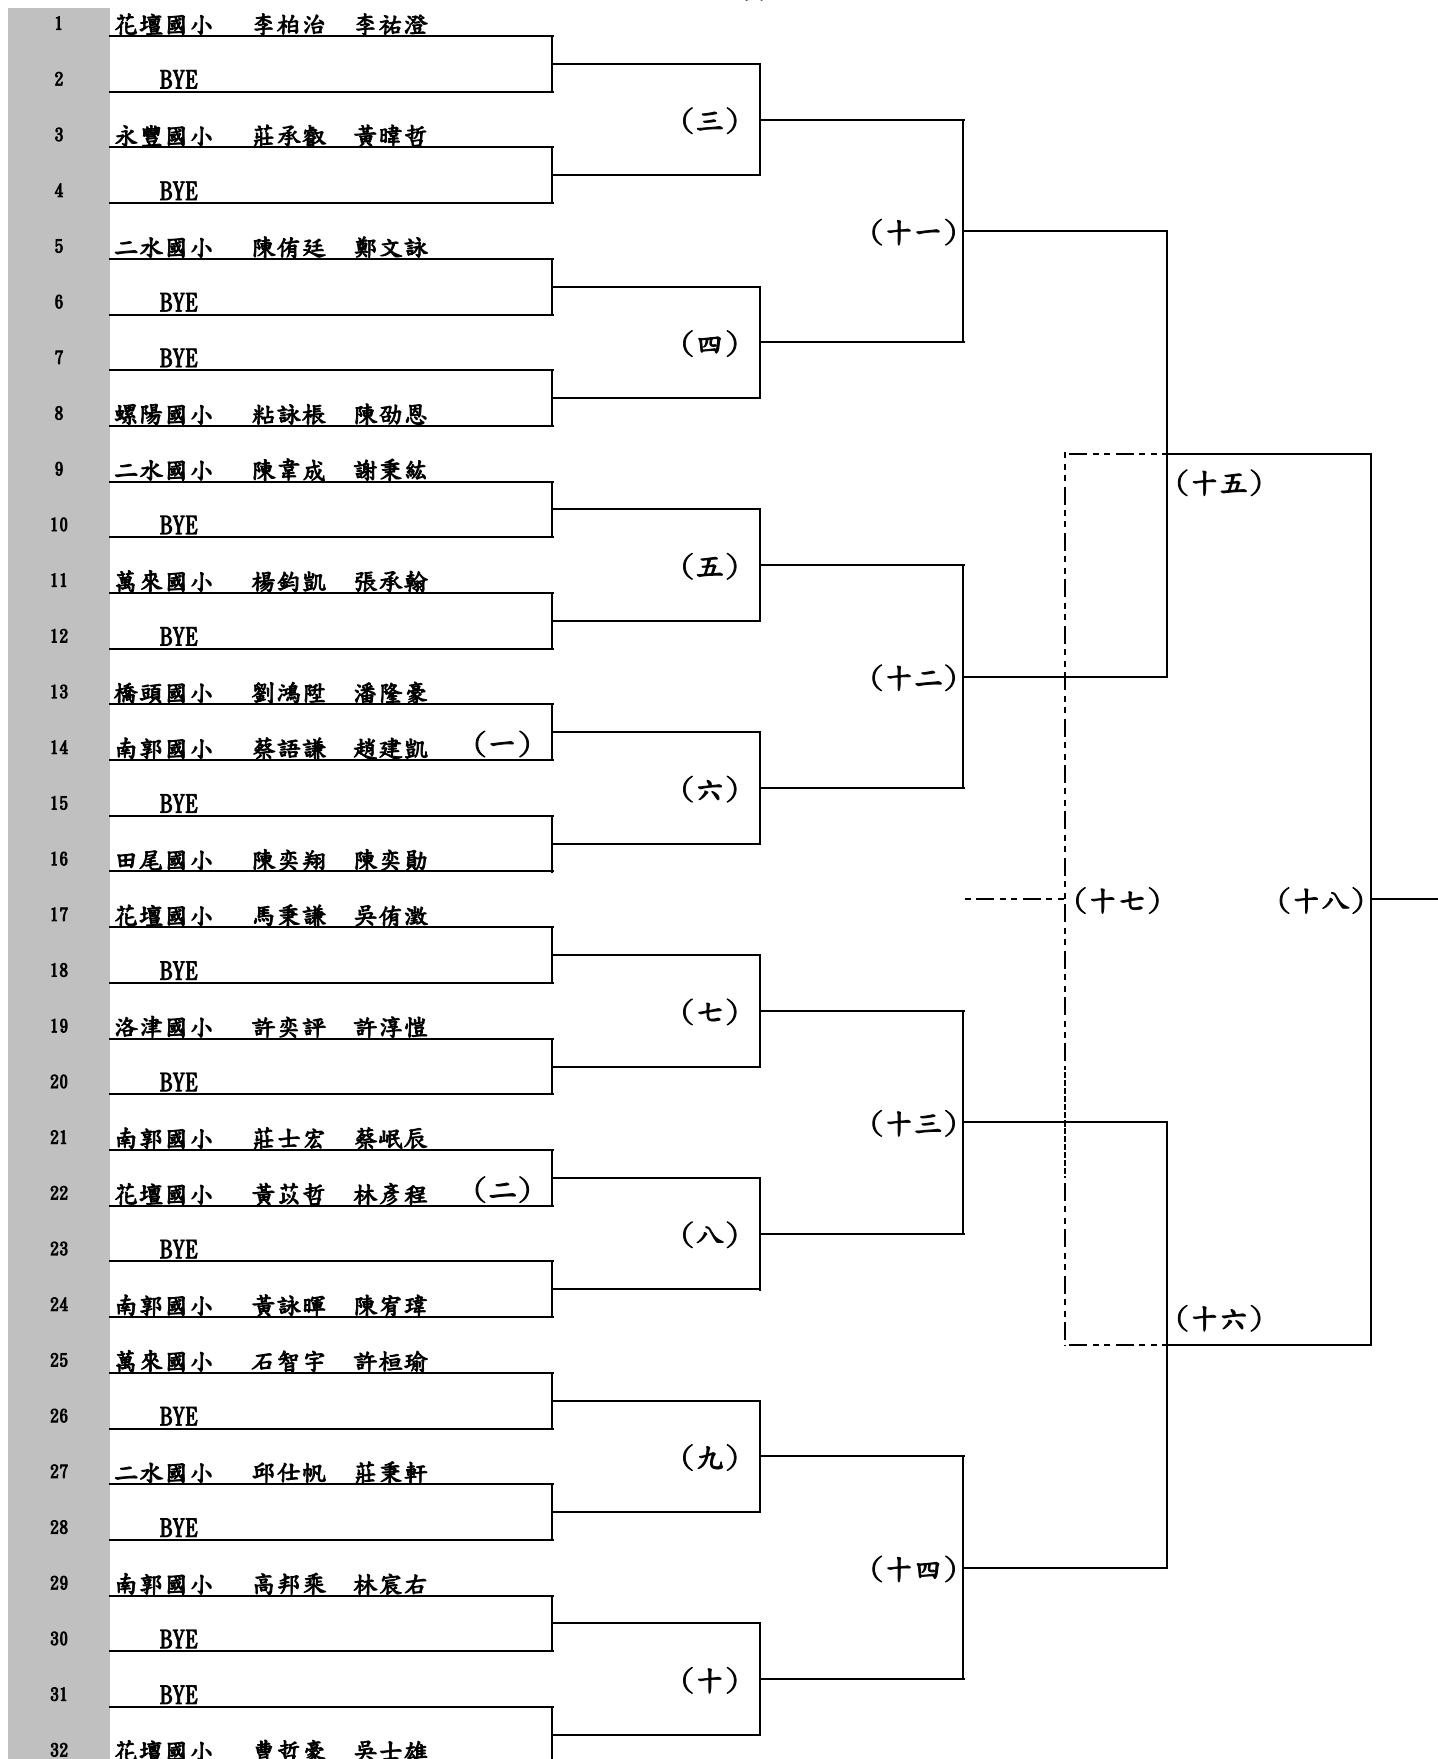 1 花壇國小 李柏治 李祐澄
2 BYE
(三)
3 永豐國小 莊承叡 黃暐哲
4 BYE
(十一)
5 二水國小 陳侑廷 鄭文詠
6 BYE
(四)
7 BYE
8 螺陽國小 粘詠棖 陳劭恩
9 二水國小 陳韋成 謝秉紘
(十五)
10 BYE
(五)
11 萬來國小 楊鈞凱 張承翰
12 BYE
(十二)
13 橋頭國小 劉鴻陞 潘隆豪
14 南郭國小 蔡語謙 趙建凱 (一)
(六)
15 BYE
16 田尾國小 陳奕翔 陳奕勛
(十七) (十八)
17 花壇國小 馬秉謙 吳侑澂
18 BYE
(七)
19 洛津國小 許奕評 許淳愷
20 BYE
(十三)
21 南郭國小 莊士宏 蔡岷辰
22 花壇國小 黃苡哲 林彥程 (二)
(八)
23 BYE
24 南郭國小 黃詠暉 陳宥瑋
(十六)
25 萬來國小 石智宇 許桓瑜
26 BYE
(九)
27 二水國小 邱仕帆 莊秉軒
28 BYE
(十四)
29 南郭國小 高邦乘 林宸右
30 BYE
(十)
31 BYE
32 花壇國小 曹哲豪 吳士雄